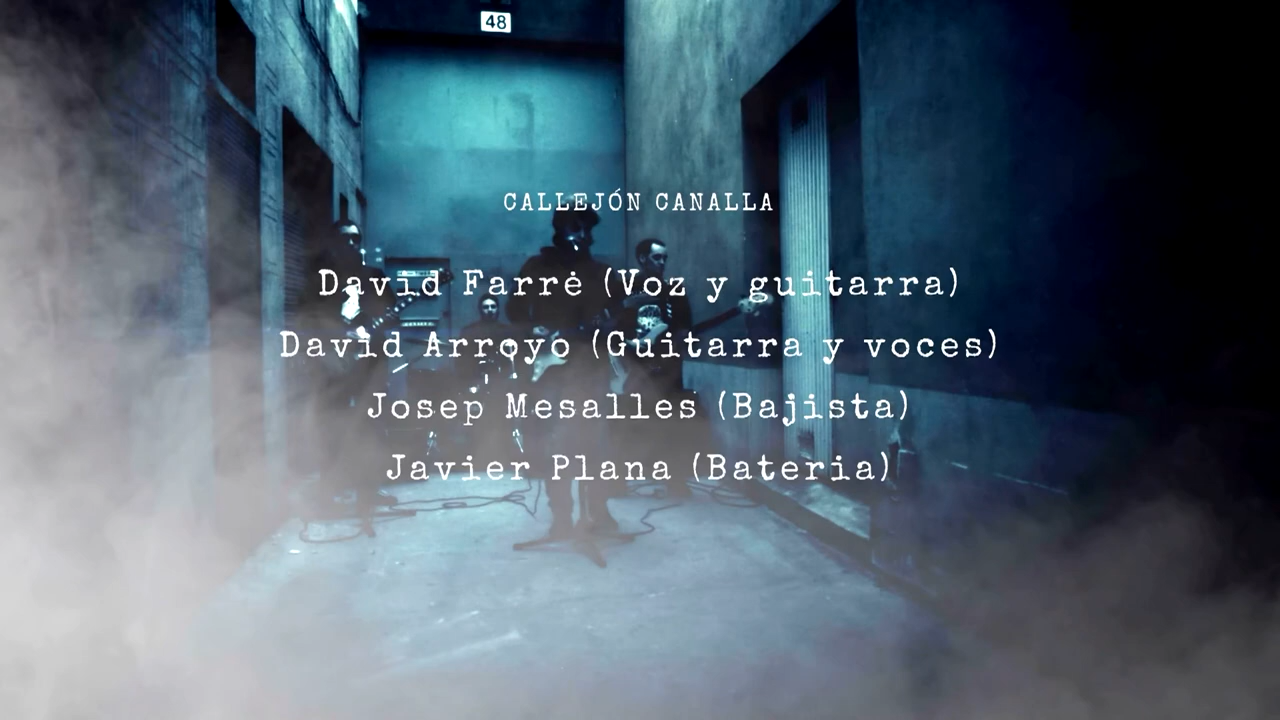 48
CALLEJÓN CANALLA
David Farré (Voz y guitarra)
David Arroyo (Guitarra y voces)
Josep Mesalles (Bajista)
Javier Plana (Bateria)